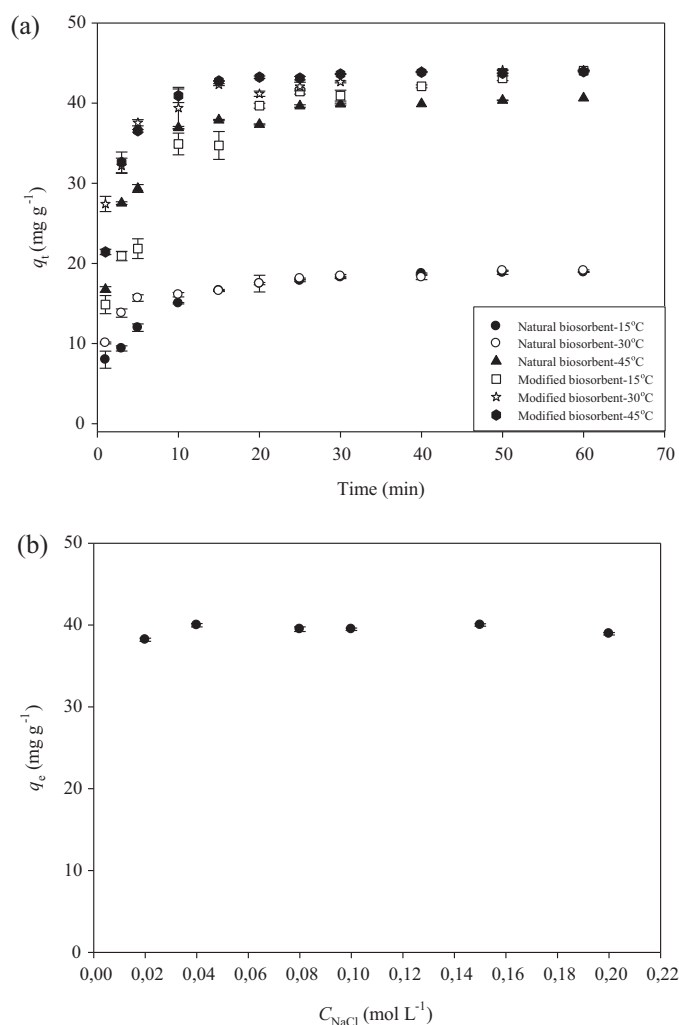 (a)
50
40
30
20
10
0
q_t (mg g⁻¹)
Natural biosorbent-15°C
Natural biosorbent-30°C
Natural biosorbent-45°C
Modified biosorbent-15°C
Modified biosorbent-30°C
Modified biosorbent-45°C
0 10 20 30 40 50 60 70
Time (min)
(b)
50
40
30
20
10
0
q_e (mg g⁻¹)
0,00 0,02 0,04 0,06 0,08 0,10 0,12 0,14 0,16 0,18 0,20 0,22
C_NaCl (mol L⁻¹)